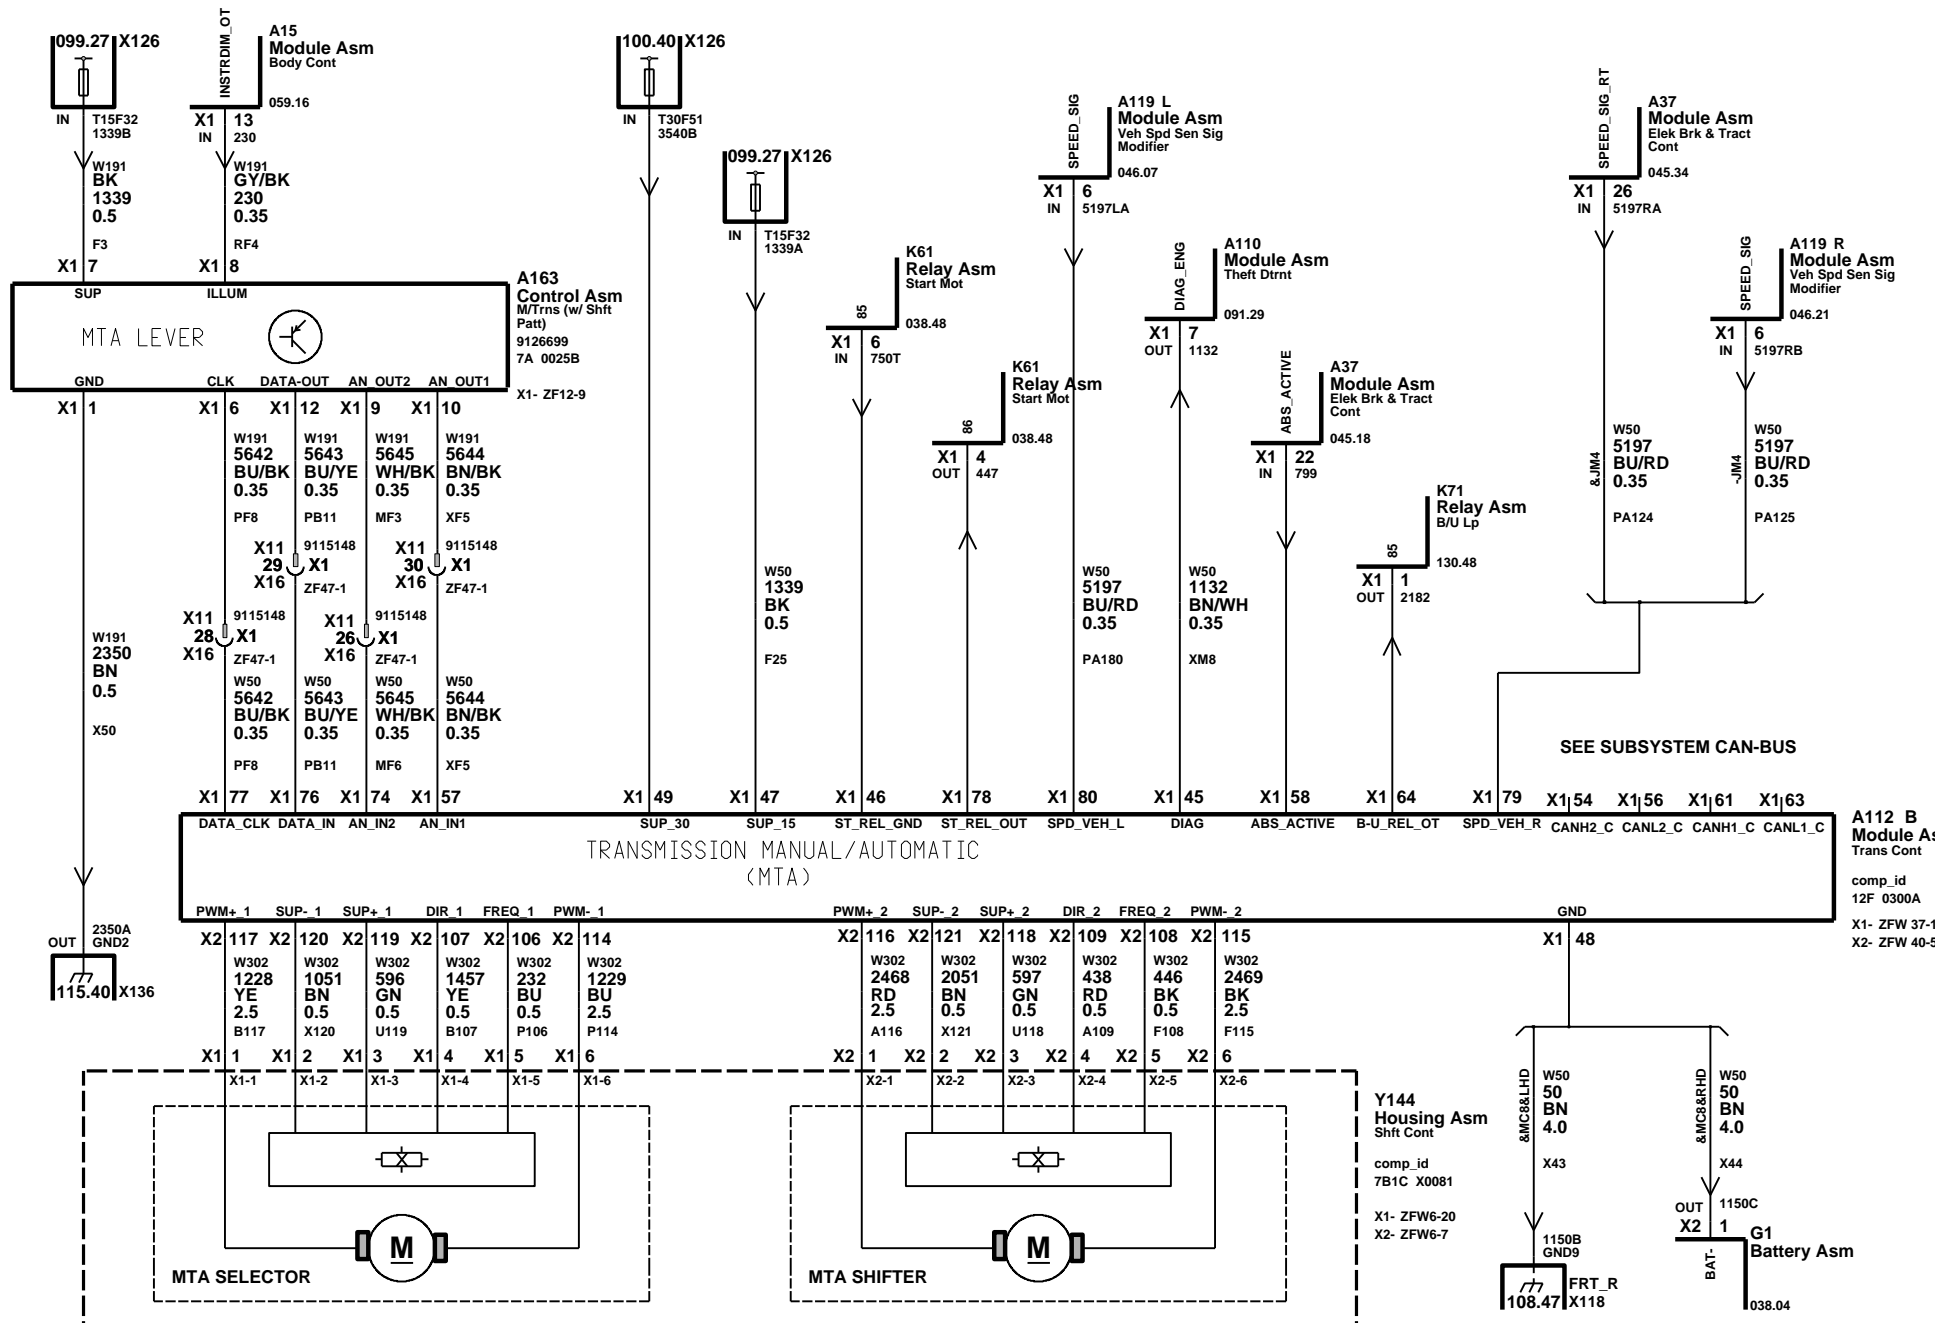 099.27 X126
INSTRDIM_OT
A15
Module Asm
Body Cont
059.16
IN T15F32
1339B
X1 13
IN 230
W191
BK
1339
0.5
F3
W191
GY/BK
230
0.35
RF4
X1 7
X1 8
SUP
ILLUM
MTA LEVER
A163
Control Asm
M/Trns (w/ Shft
Patt)
9126699
7A 0025B
X1- ZF12-9
GND
CLK
DATA-OUT
AN_OUT2
AN_OUT1
X1 1
X1 6
X1 12
X1 9
X1 10
W191
5642
BU/BK
0.35
PF8
W191
5643
BU/YE
0.35
PB11
W191
5645
WH/BK
0.35
MF3
W191
5644
BN/BK
0.35
XF5
X11 9115148
29 X1
X16 ZF47-1
X11 9115148
30 X1
X16 ZF47-1
X11 9115148
28 X1
X16 ZF47-1
X11 9115148
26 X1
X16 ZF47-1
W191
2350
BN
0.5
X50
W50
5642
BU/BK
0.35
PF8
W50
5643
BU/YE
0.35
PB11
W50
5645
WH/BK
0.35
MF6
W50
5644
BN/BK
0.35
XF5
100.40 X126
IN T30F51
3540B
099.27 X126
IN T15F32
1339A
W50
1339
BK
0.5
F25
K61
Relay Asm
Start Mot
038.48
85
X1 6
IN 750T
K61
Relay Asm
Start Mot
038.48
86
X1 4
OUT 447
SPEED_SIG
A119 L
Module Asm
Veh Spd Sen Sig
Modifier
046.07
X1 6
IN 5197LA
W50
5197
BU/RD
0.35
PA180
DIAG_ENG
A110
Module Asm
Theft Dtrnt
091.29
X1 7
OUT 1132
W50
1132
BN/WH
0.35
XM8
ABS_ACTIVE
A37
Module Asm
Elek Brk & Tract
Cont
045.18
X1 22
IN 799
K71
Relay Asm
B/U Lp
130.48
85
X1 1
OUT 2182
SPEED_SIG_RT
A37
Module Asm
Elek Brk & Tract
Cont
045.34
X1 26
IN 5197RA
SPEED_SIG
A119 R
Module Asm
Veh Spd Sen Sig
Modifier
046.21
X1 6
IN 5197RB
&JM4
W50
5197
BU/RD
0.35
PA124
-JM4
W50
5197
BU/RD
0.35
PA125
SEE SUBSYSTEM CAN-BUS
X1 77
X1 76
X1 74
X1 57
X1 49
X1 47
X1 46
X1 78
X1 80
X1 45
X1 58
X1 64
X1 79
X1 54
X1 56
X1 61
X1 63
DATA_CLK
DATA_IN
AN_IN2
AN_IN1
SUP_30
SUP_15
ST_REL_GND
ST_REL_OUT
SPD_VEH_L
DIAG
ABS_ACTIVE
B-U_REL_OT
SPD_VEH_R
CANH2_C
CANL2_C
CANH1_C
CANL1_C
TRANSMISSION MANUAL/AUTOMATIC
(MTA)
A112 B
Module As
Trans Cont
comp_id
12F 0300A
X1- ZFW 37-1
X2- ZFW 40-5
PWM+_1
SUP-_1
SUP+_1
DIR_1
FREQ_1
PWM-_1
PWM+_2
SUP-_2
SUP+_2
DIR_2
FREQ_2
PWM-_2
GND
X2 117
X2 120
X2 119
X2 107
X2 106
X2 114
X2 116
X2 121
X2 118
X2 109
X2 108
X2 115
X1 48
2350A
OUT GND2
115.40 X136
W302
1228
YE
2.5
B117
W302
1051
BN
0.5
X120
W302
596
GN
0.5
U119
W302
1457
YE
0.5
B107
W302
232
BU
0.5
P106
W302
1229
BU
2.5
P114
W302
2468
RD
2.5
A116
W302
2051
BN
0.5
X121
W302
597
GN
0.5
U118
W302
438
RD
0.5
A109
W302
446
BK
0.5
F108
W302
2469
BK
2.5
F115
X1 1
X1 2
X1 3
X1 4
X1 5
X1 6
X2 1
X2 2
X2 3
X2 4
X2 5
X2 6
X1-1
X1-2
X1-3
X1-4
X1-5
X1-6
X2-1
X2-2
X2-3
X2-4
X2-5
X2-6
M
MTA SELECTOR
M
MTA SHIFTER
Y144
Housing Asm
Shft Cont
comp_id
7B1C X0081
X1- ZFW6-20
X2- ZFW6-7
&MC8&LHD
W50
50
BN
4.0
X43
&MC8&RHD
W50
50
BN
4.0
X44
1150B
GND9
FRT_R
108.47 X118
OUT 1150C
X2 1
BAT-
G1
Battery Asm
038.04